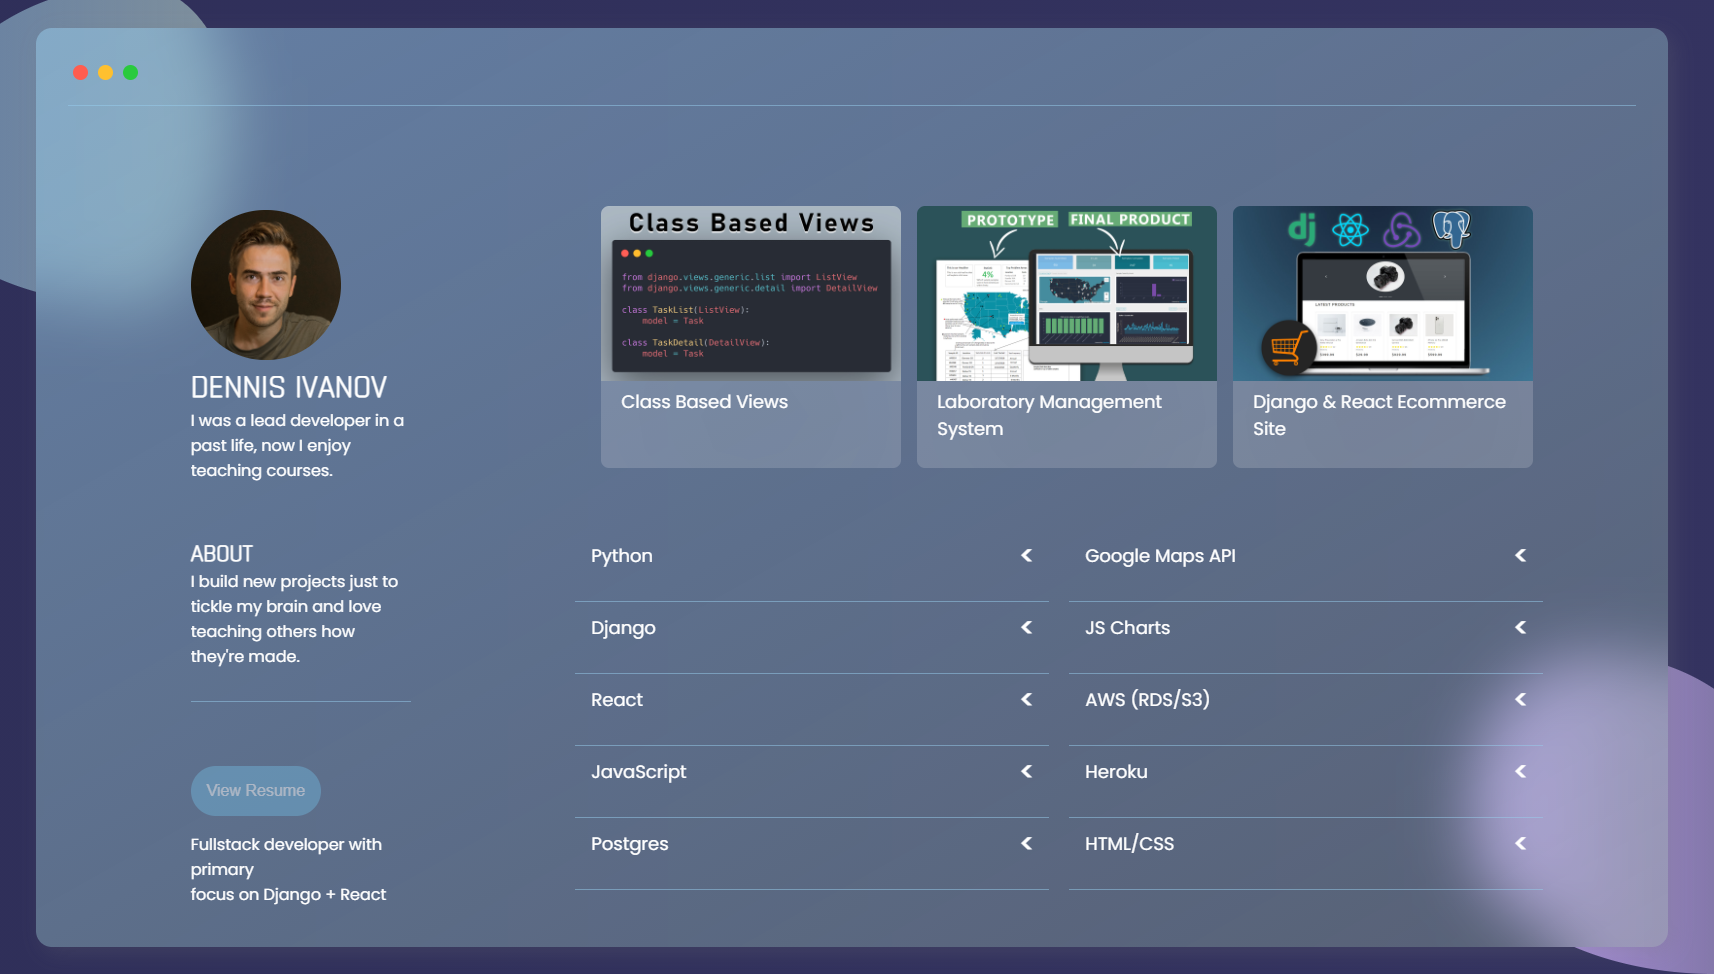 DENNIS IVANOV
I was a lead developer in a
past life, now I enjoy
teaching courses.
ABOUT
I build new projects just to
tickle my brain and love
teaching others how
they're made.
View Resume
Fullstack developer with
primary
focus on Django + React
Class Based Views
from django.views.generic.list import ListView
from django.views.generic.detail import DetailView
class TaskList(ListView):
model = Task
class TaskDetail(DetailView):
model = Task
Class Based Views
PROTOTYPE
FINAL PRODUCT
4%
Laboratory Management
System
dj
LATEST PRODUCTS
Django & React Ecommerce
Site
Python
Django
React
JavaScript
Postgres
Google Maps API
JS Charts
AWS (RDS/S3)
Heroku
HTML/CSS